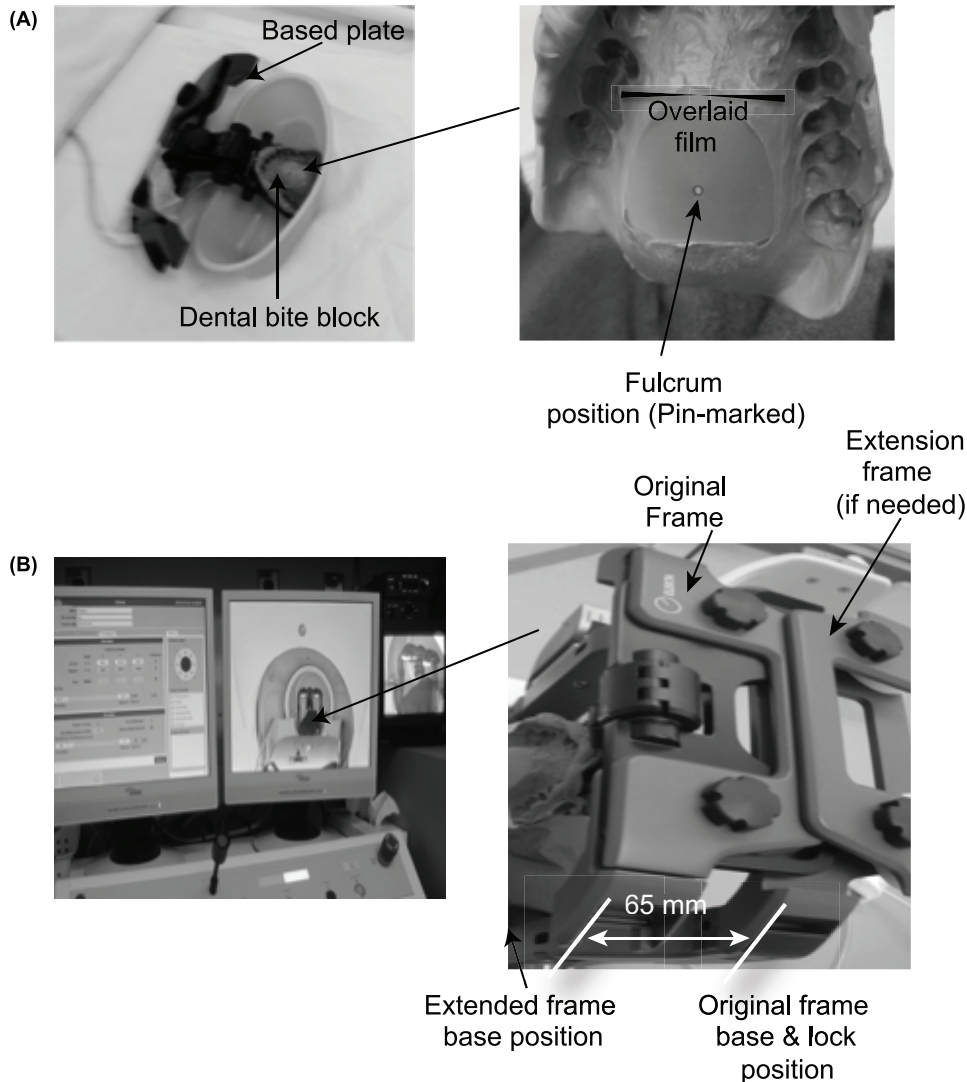 (A)
Based plate
Dental bite block
Overlaid
film
Fulcrum
position (Pin-marked)
Extension
frame
(if needed)
Original
Frame
(B)
65 mm
Extended frame
base position
Original frame
base & lock
position